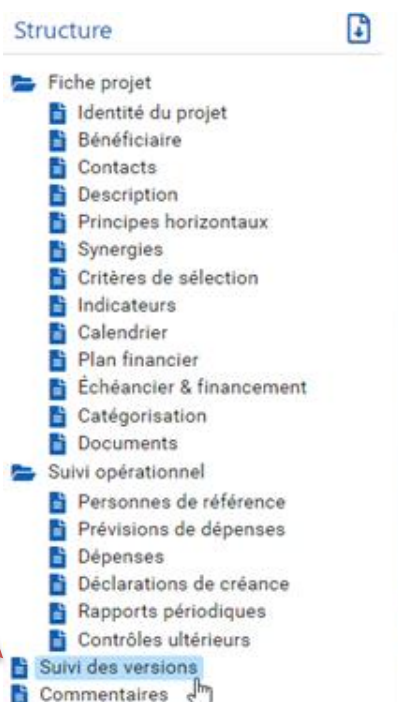 Structure
Fiche projet
Identité du projet
Bénéficiaire
Contacts
Description
Principes horizontaux
Synergies
Critères de sélection
Indicateurs
Calendrier
Plan financier
Échéancier & financement
Catégorisation
Documents
Suivi opérationnel
Personnes de référence
Prévisions de dépenses
Dépenses
Déclarations de créance
Rapports périodiques
Contrôles ultérieurs
Suivi des versions
Commentaires